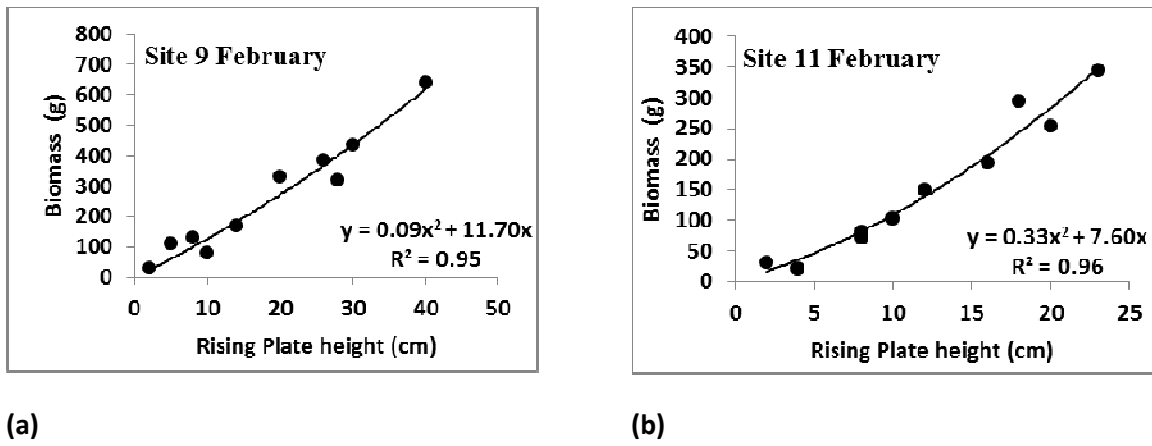 Site 9 February
Biomass (g)
800
700
600
500
400
300
200
100
0
y = 0.09x² + 11.70x
R² = 0.95
0 10 20 30 40 50
Rising Plate height (cm)
(a)
Site 11 February
Biomass (g)
400
350
300
250
200
150
100
50
0
y = 0.33x² + 7.60x
R² = 0.96
0 5 10 15 20 25
Rising Plate height (cm)
(b)